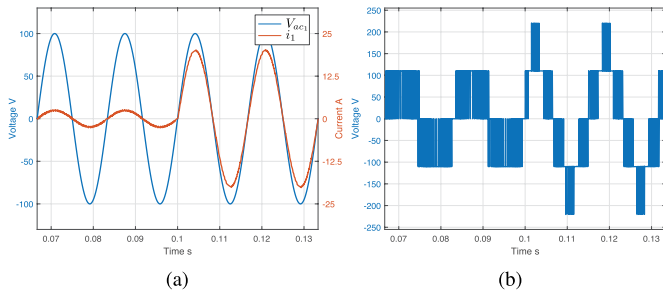 V_{ac_1}
i_1
100
50
0
-50
-100
Voltage V
25
12.5
0
-12.5
-25
Current A
0.07 0.08 0.09 0.1 0.11 0.12 0.13
Time s
(a)
250
200
150
100
50
0
-50
-100
-150
-200
-250
Voltage V
0.07 0.08 0.09 0.1 0.11 0.12 0.13
Time s
(b)